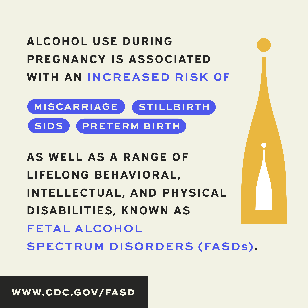 ALCOHOL USE DURING
PREGNANCY IS ASSOCIATED
WITH AN INCREASED RISK OF
MISCARRIAGE STILLBIRTH
SIDS PRETERM BIRTH
AS WELL AS A RANGE OF
LIFELONG BEHAVIORAL,
INTELLECTUAL, AND PHYSICAL
DISABILITIES, KNOWN AS
FETAL ALCOHOL
SPECTRUM DISORDERS (FASDs).
WWW.CDC.GOV/FASD